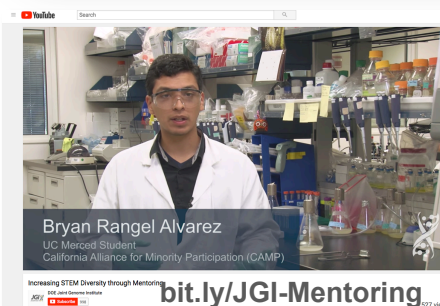 YouTube
Search
Bryan Rangel Alvarez
UC Merced Student
California Alliance for Minority Participation (CAMP)
Increasing STEM Diversity through Mentoring
DOE Joint Genome Institute
JGI
Subscribe
bit.ly/JGI-Mentoring
527